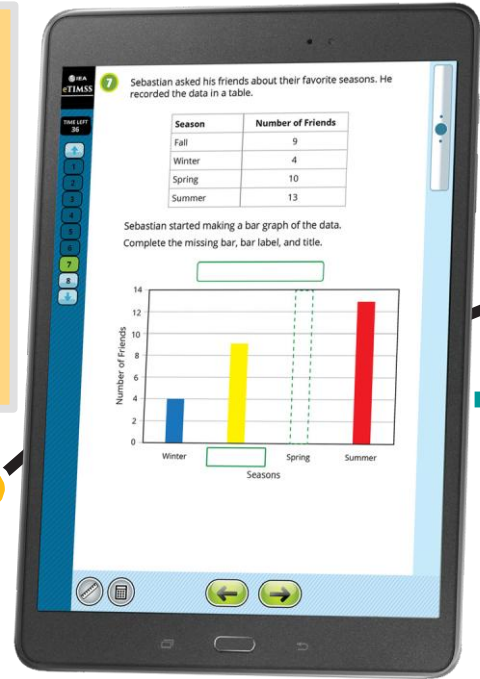 IEA
eTIMSS
TIME LEFT
36
1
2
3
4
5
6
7
8
7 Sebastian asked his friends about their favorite seasons. He
recorded the data in a table.
Season Number of Friends
Fall 9
Winter 4
Spring 10
Summer 13
Sebastian started making a bar graph of the data.
Complete the missing bar, bar label, and title.
14
12
10
8
6
4
2
0
Number of Friends
Winter Spring Summer
Seasons